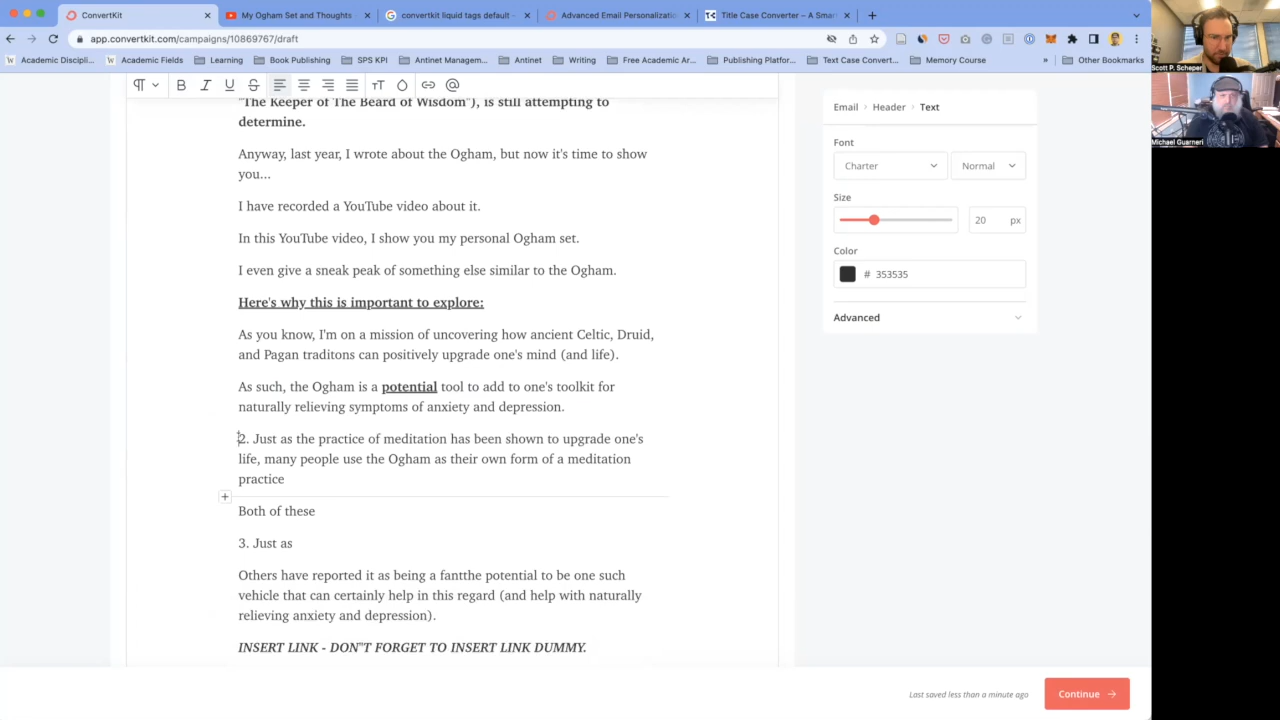 ConvertKit
My Ogham Set and Thoughts
convertkit liquid tags default -
Advanced Email Personalizatio
Title Case Converter – A Smar
app.convertkit.com/campaigns/10869767/draft
Academic Discipli...
Academic Fields
Library
Book Publishing
SPS KPI
Antinet Managem...
Antinet
Writing
Free Academic Ar...
Publishing Platfor...
Text Case Convert...
Memory Course
»
Other Bookmarks
Scott P. Scheper
Michael Guarneri
"The Keeper of The Beard of Wisdom"), is still attempting to
determine.
Anyway, last year, I wrote about the Ogham, but now it's time to show
you...
I have recorded a YouTube video about it.
In this YouTube video, I show you my personal Ogham set.
I even give a sneak peak of something else similar to the Ogham.
Here's why this is important to explore:
As you know, I'm on a mission of uncovering how ancient Celtic, Druid,
and Pagan traditons can positively upgrade one's mind (and life).
As such, the Ogham is a potential tool to add to one's toolkit for
naturally relieving symptoms of anxiety and depression.
2. Just as the practice of meditation has been shown to upgrade one's
life, many people use the Ogham as their own form of a meditation
practice
Both of these
3. Just as
Others have reported it as being a fantthe potential to be one such
vehicle that can certainly help in this regard (and help with naturally
relieving anxiety and depression).
INSERT LINK - DON"T FORGET TO INSERT LINK DUMMY.
Email > Header > Text
Font
Charter
Normal
Size
20 px
Color
# 353535
Advanced
Last saved less than a minute ago
Continue →